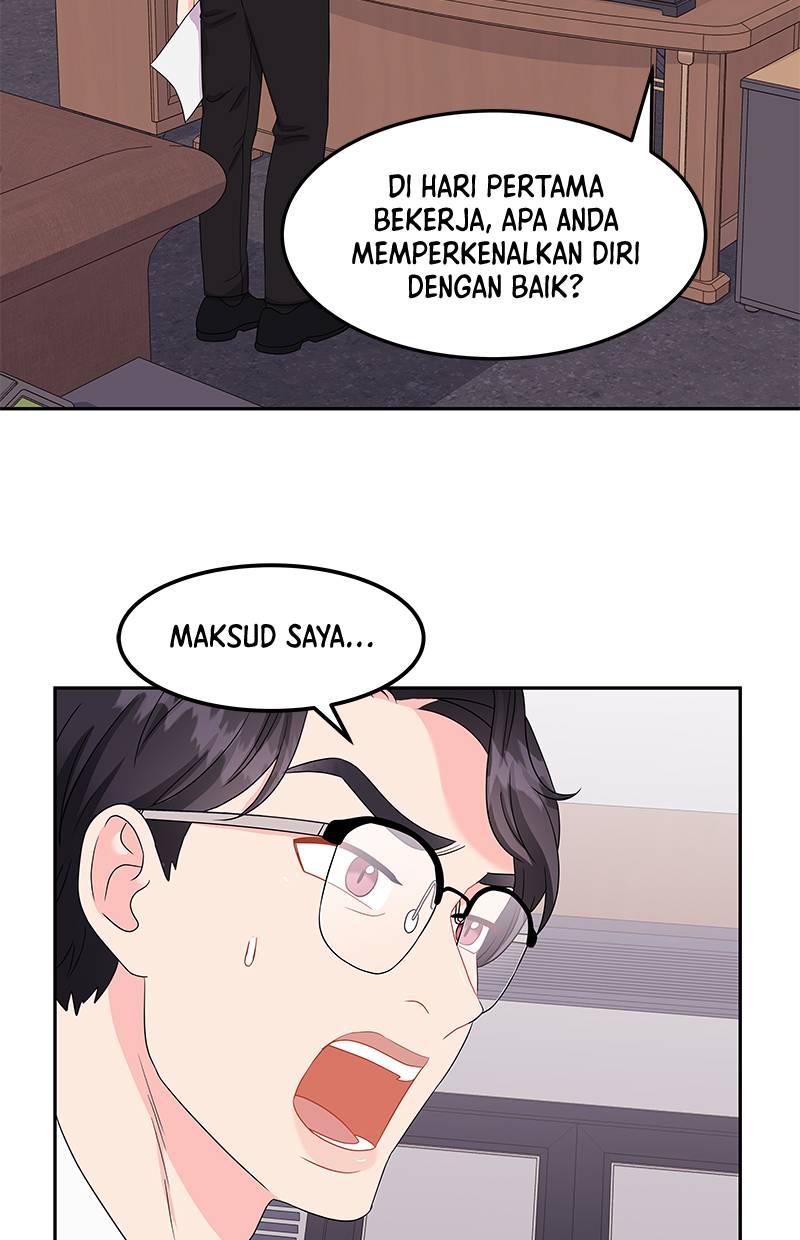 DI HARI PERTAMA
BEKERJA, APA ANDA
MEMPERKENALKAN DIRI
DENGAN BAIK?
MAKSUD SAYA...